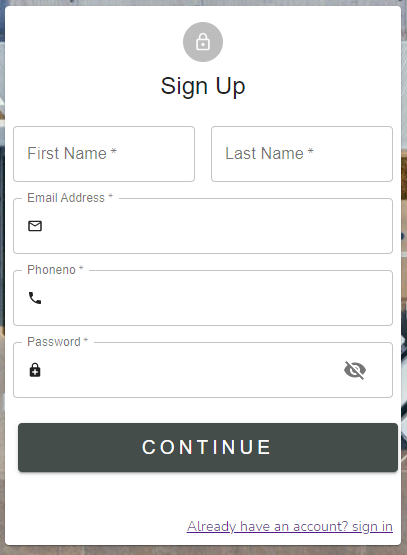 Sign Up
First Name *
Last Name *
Email Address *
Phoneno *
Password *
CONTINUE
Already have an account? sign in